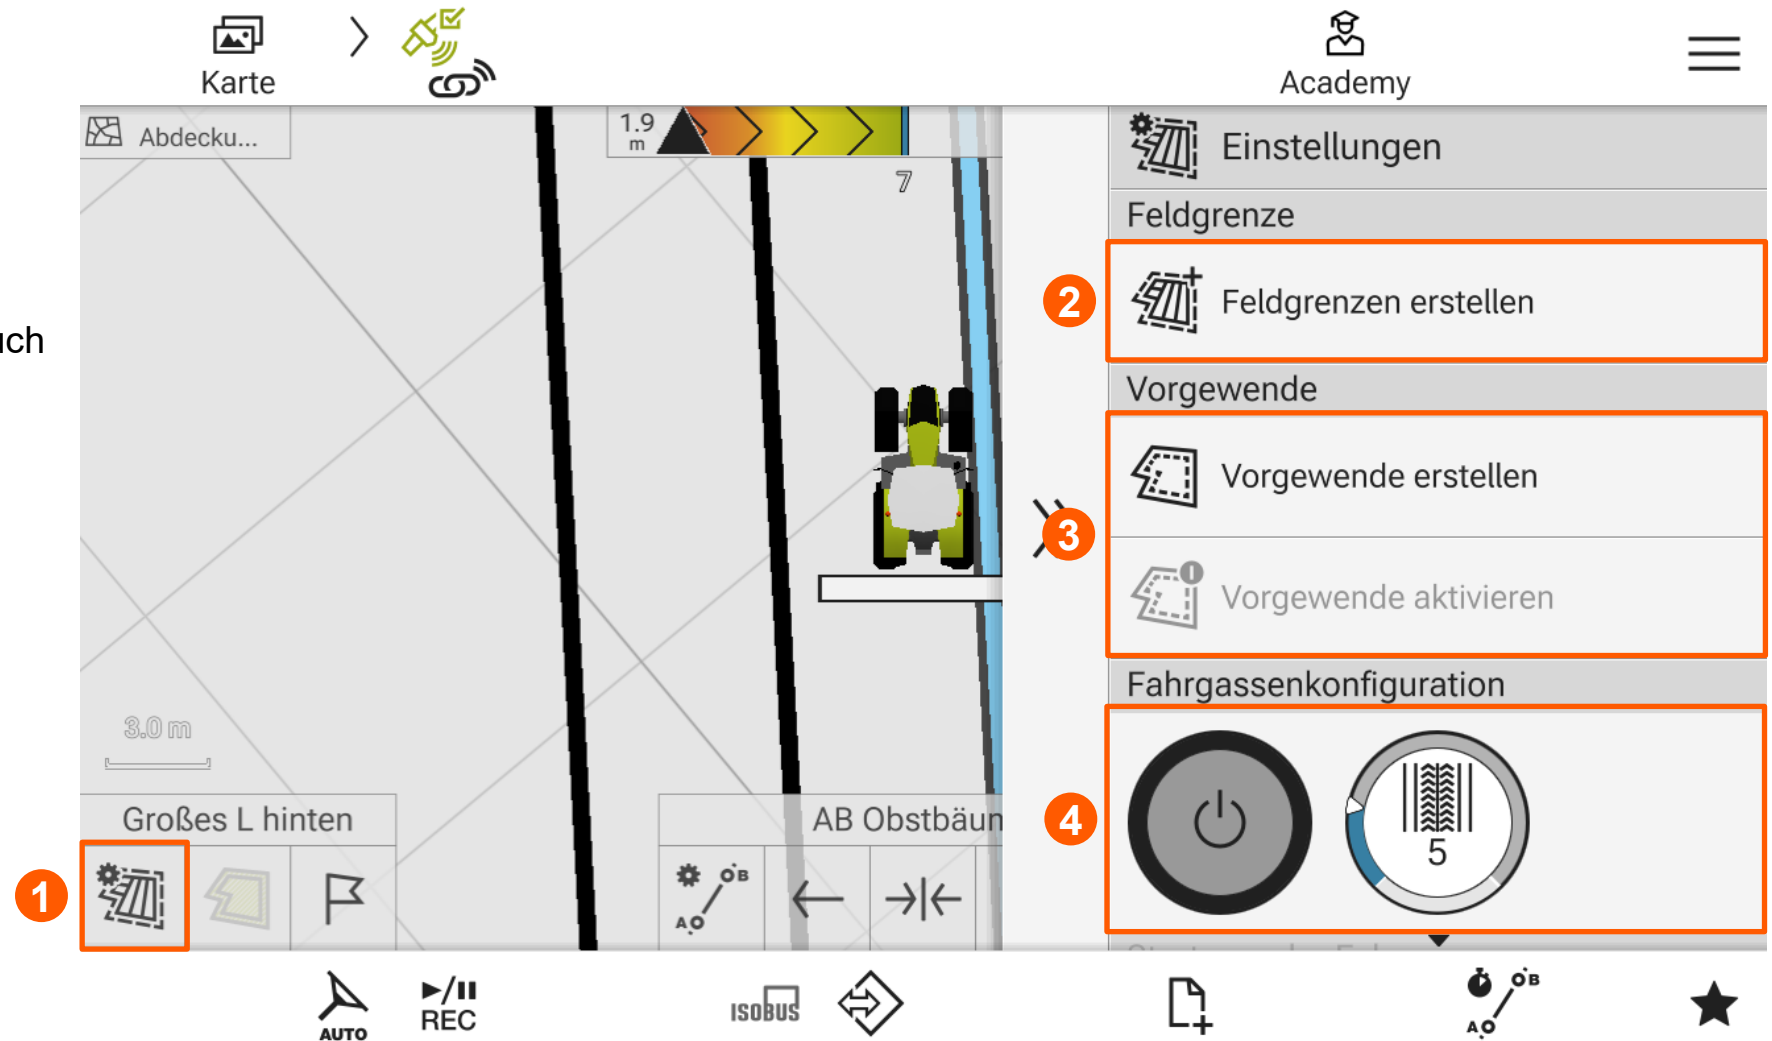 Karte
Academy
Abdecku...
1.9
m
7
Einstellungen
Feldgrenze
2
Feldgrenzen erstellen
uch
Vorgewende
Vorgewende erstellen
3
Vorgewende aktivieren
Fahrgassenkonfiguration
3.0 m
Großes L hinten
AB Obstbäun
4
5
1
A B
AUTO
REC
ISOBUS
A B